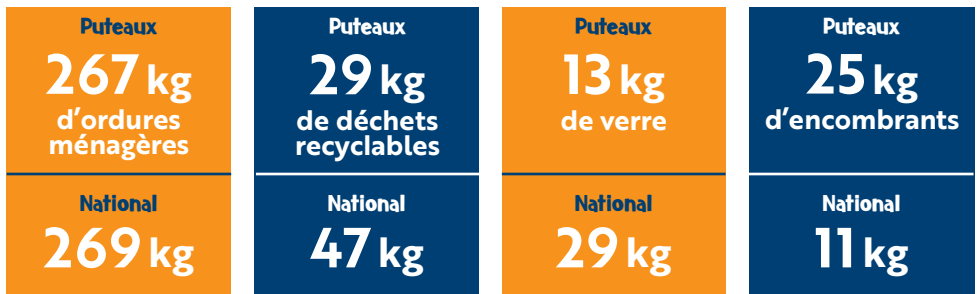 Puteaux
267 kg
d'ordures
ménagères
National
269 kg
Puteaux
29 kg
de déchets
recyclables
National
47 kg
Puteaux
13 kg
de verre
National
29 kg
Puteaux
25 kg
d'encombrants
National
11 kg